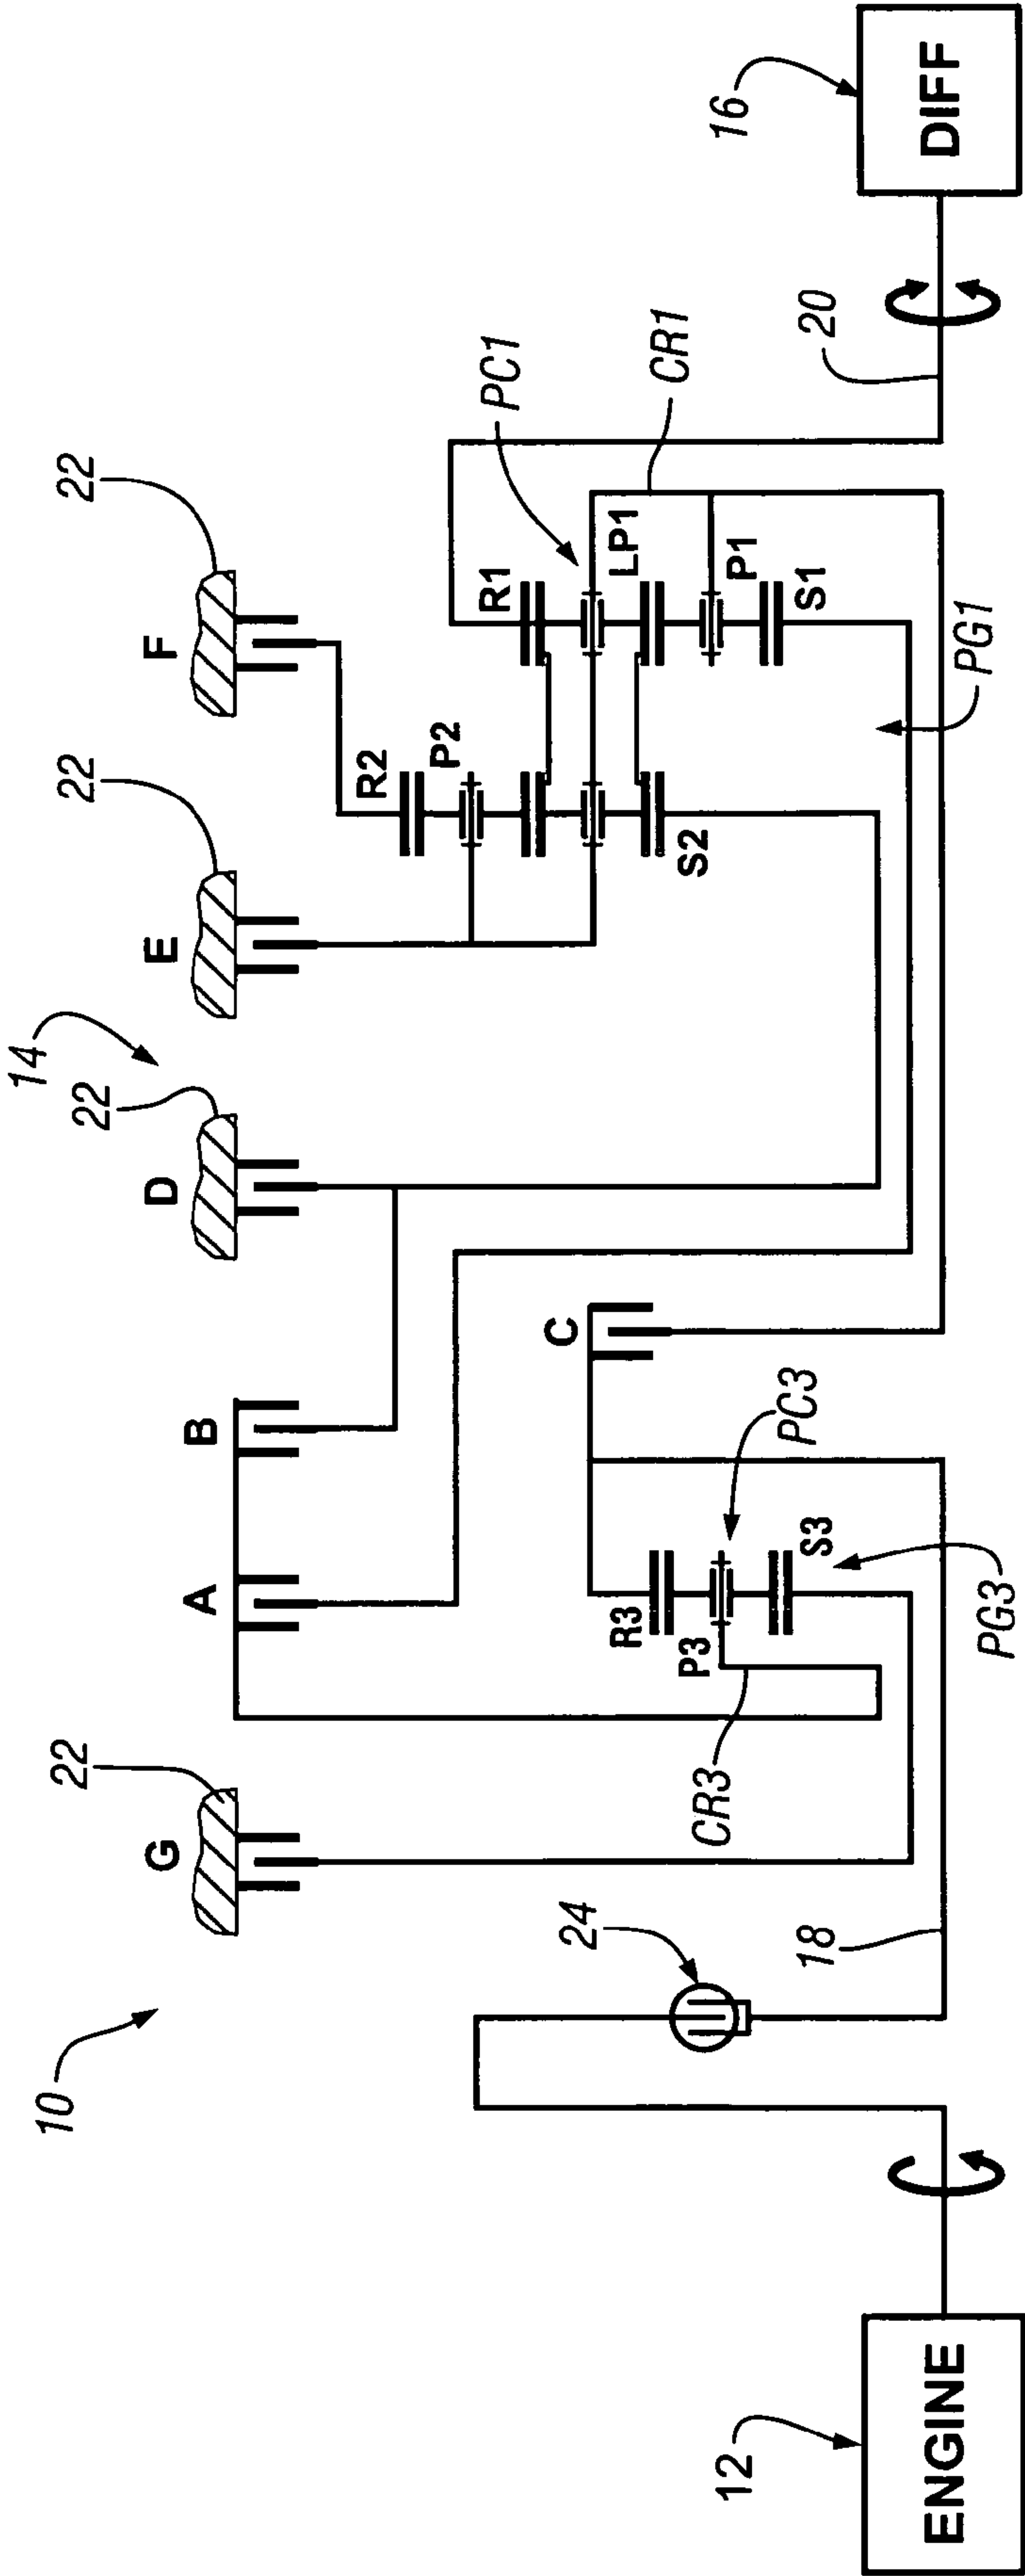 10
14
22
22
22
22
G
A
B
D
E
F
C
24
R2
P2
R1
PC1
LP1
CR1
P1
S1
S2
PG1
R3
P3
S3
PC3
PG3
CR3
18
20
12
ENGINE
16
DIFF